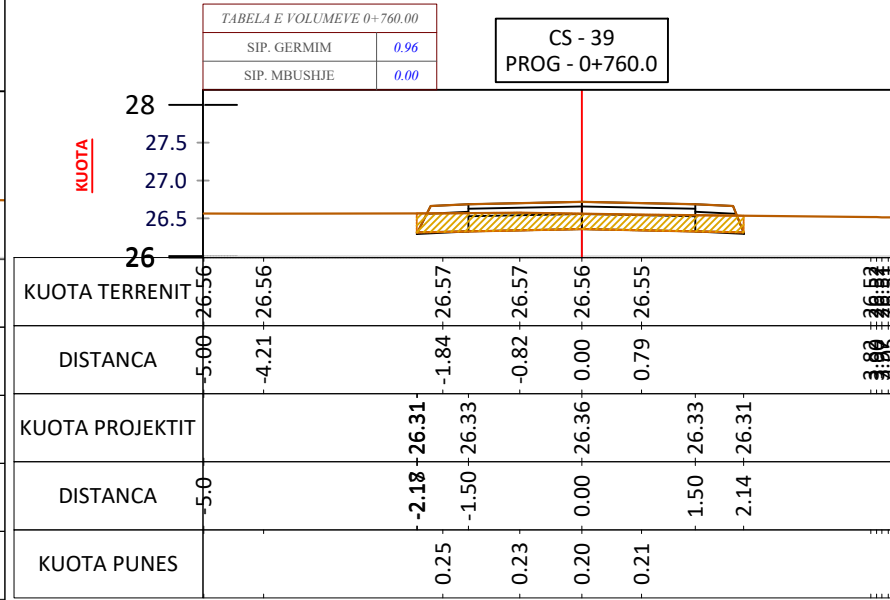 TABELA E VOLUMEVE 0+760.00
SIP. GERMIM 0.96
SIP. MBUSHJE 0.00
CS - 39
PROG - 0+760.0
KUOTA
28
27.5
27.0
26.5
26
KUOTA TERRENIT 26.56 26.56 26.57 26.57 26.56 26.55
DISTANCA -5.00 -4.21 -1.84 -0.82 0.00 0.79
KUOTA PROJEKTIT 26.31 26.33 26.36 26.33 26.31
DISTANCA -5.0 -1.50 0.00 1.50 2.14
KUOTA PUNES 0.25 0.23 0.20 0.21